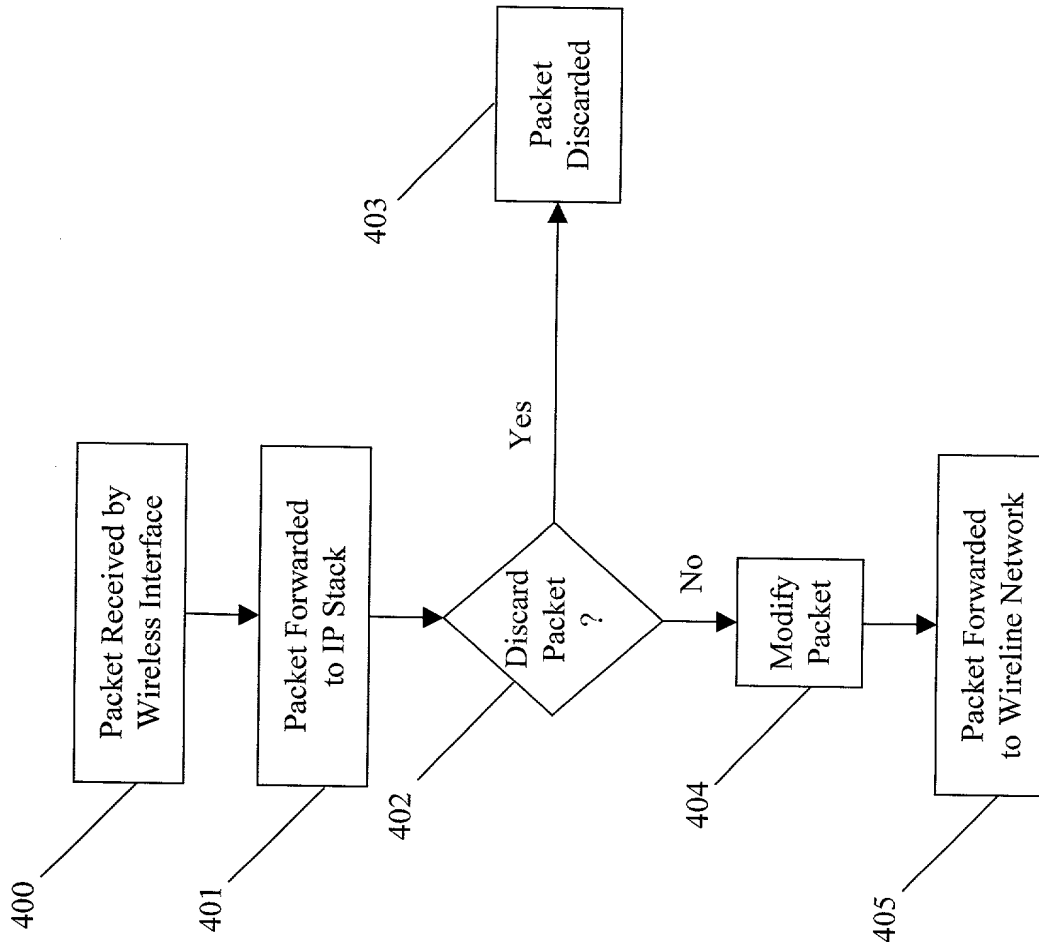 400
Packet Received by
Wireless Interface
401
Packet Forwarded
to IP Stack
402
Discard
Packet
?
Yes
403
Packet
Discarded
No
404
Modify
Packet
405
Packet Forwarded
to Wireline Network